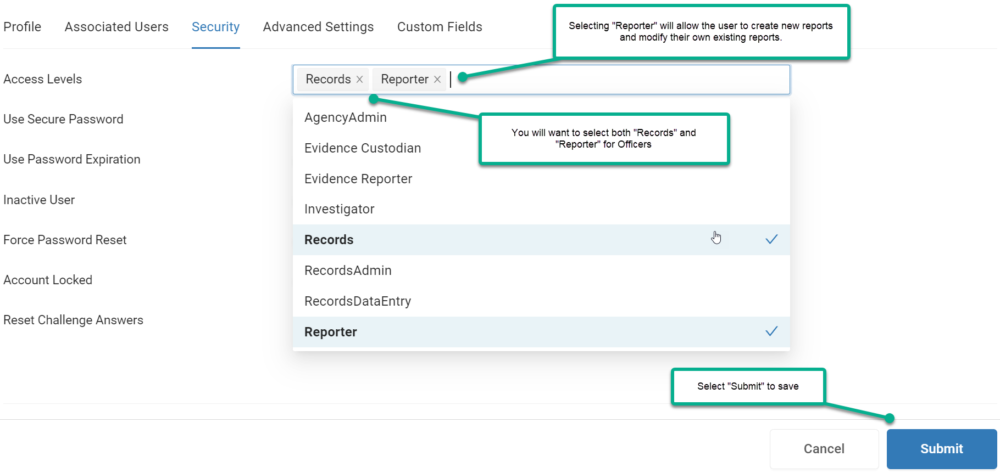 Profile
Associated Users
Security
Advanced Settings
Custom Fields
Selecting "Reporter" will allow the user to create new reports
and modify their own existing reports.
Access Levels
Records
Reporter
You will want to select both "Records" and
"Reporter" for Officers
Use Secure Password
Use Password Expiration
Inactive User
Force Password Reset
Account Locked
Reset Challenge Answers
AgencyAdmin
Evidence Custodian
Evidence Reporter
Investigator
Records
RecordsAdmin
RecordsDataEntry
Reporter
Select "Submit" to save
Cancel
Submit